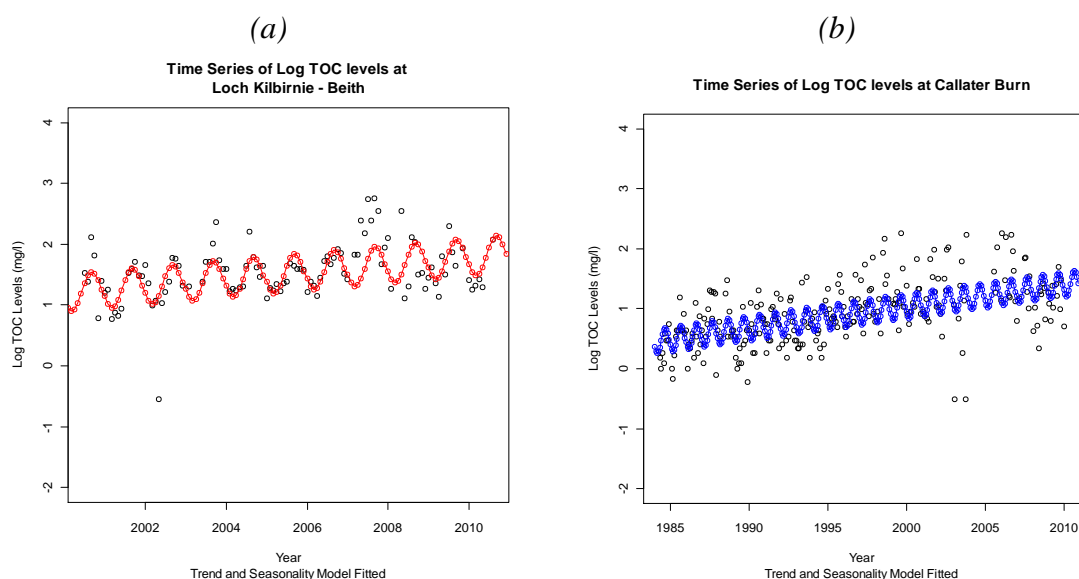 (a)
Time Series of Log TOC levels at
Loch Kilbirnie - Beith
4
3
2
1
0
-1
-2
Log TOC Levels (mg/l)
2002 2004 2006 2008 2010
Year
Trend and Seasonality Model Fitted
(b)
Time Series of Log TOC levels at Callater Burn
4
3
2
1
0
-1
-2
Log TOC Levels (mg/l)
1985 1990 1995 2000 2005 2010
Year
Trend and Seasonality Model Fitted